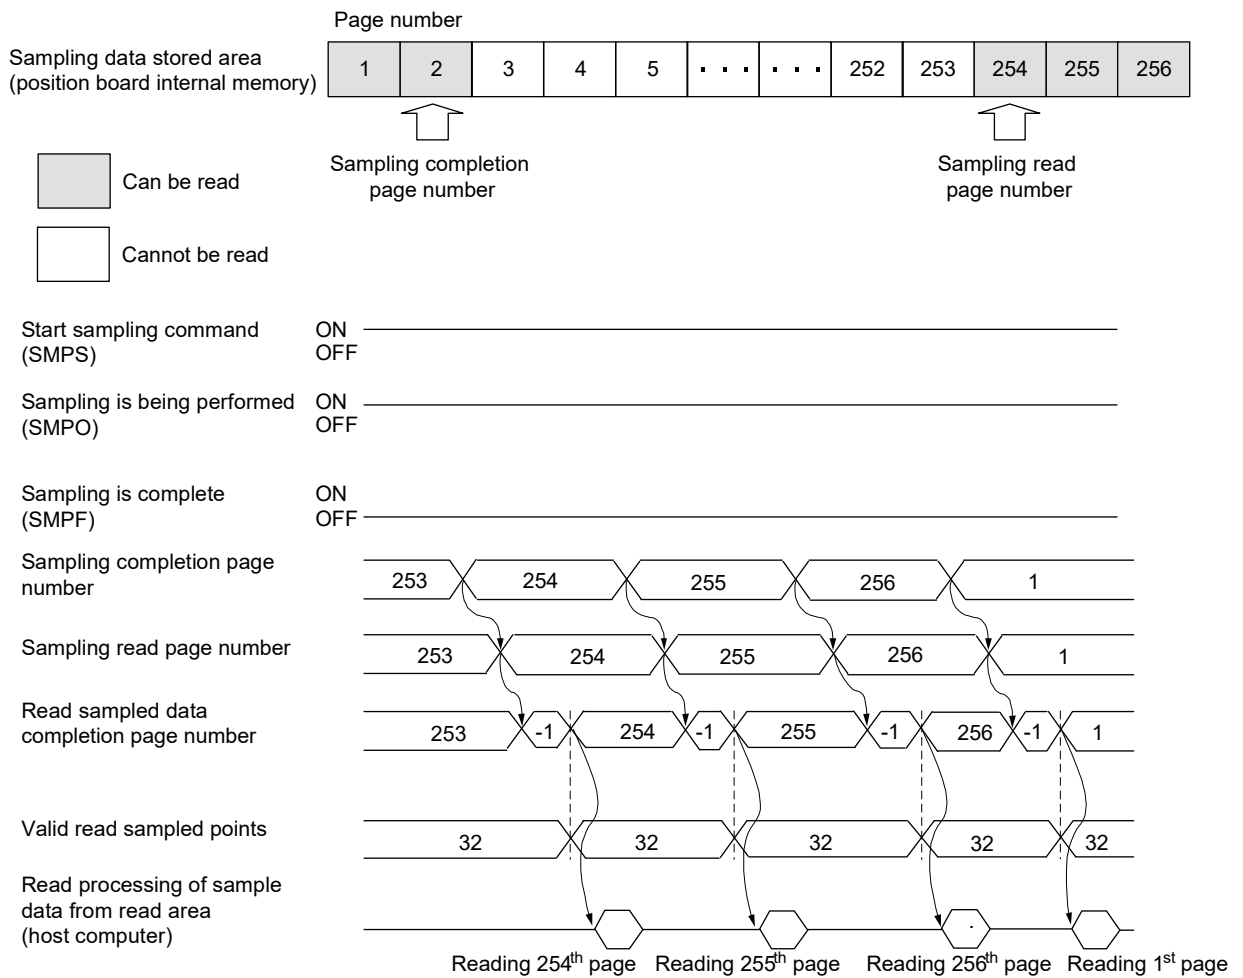 Page number
Sampling data stored area
(position board internal memory)
1 2 3 4 5 · · · · · · 252 253 254 255 256
Sampling completion
page number
Sampling read
page number
Can be read
Cannot be read
Start sampling command
(SMPS)
ON
OFF
Sampling is being performed
(SMPO)
ON
OFF
Sampling is complete
(SMPF)
ON
OFF
Sampling completion page
number
253 254 255 256 1
Sampling read page number
253 254 255 256 1
Read sampled data
completion page number
253 -1 254 -1 255 -1 256 -1 1
Valid read sampled points
32 32 32 32 32
Read processing of sample
data from read area
(host computer)
Reading 254th page Reading 255th page Reading 256th page Reading 1st page